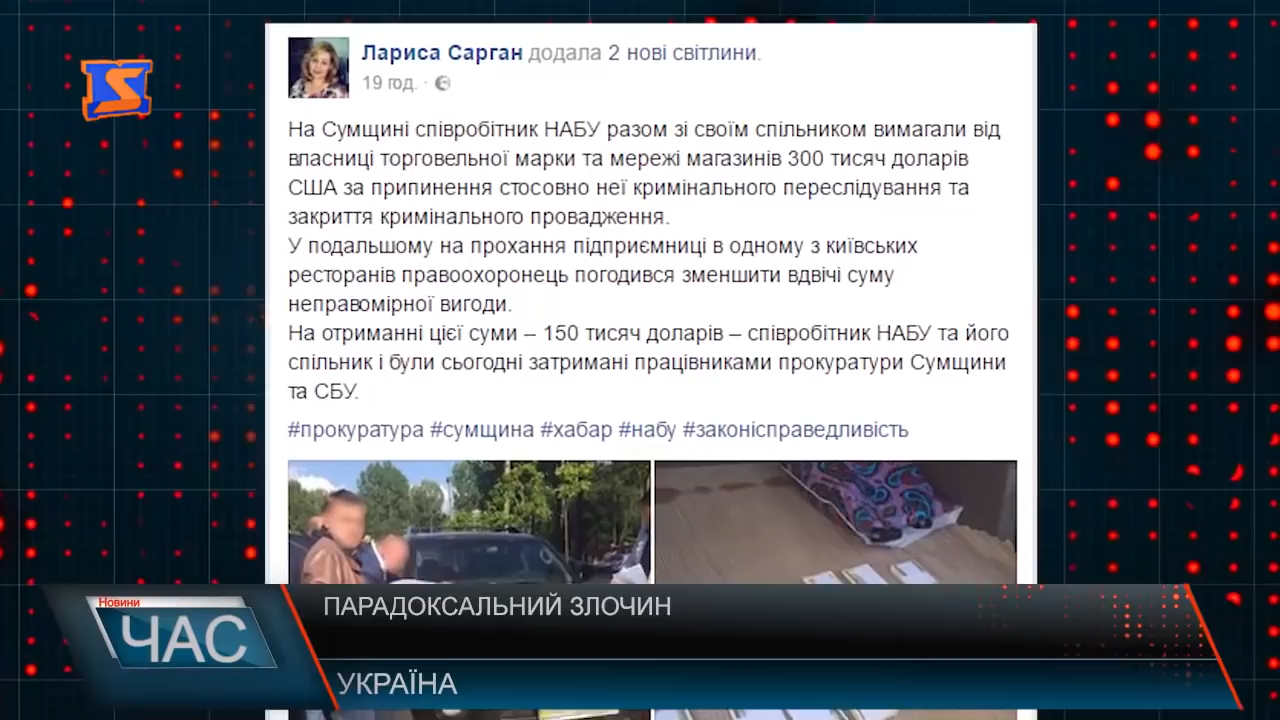 Лариса Сарган додала 2 нові світлини.
19 год. ·
На Сумщині співробітник НАБУ разом зі своїм спільником вимагали від
власниці торговельної марки та мережі магазинів 300 тисяч доларів
США за припинення стосовно неї кримінального переслідування та
закриття кримінального провадження.
У подальшому на прохання підприємниці в одному з київських
ресторанів правоохоронець погодився зменшити вдвічі суму
неправомірної вигоди.
На отриманні цієї суми – 150 тисяч доларів – співробітник НАБУ та його
спільник і були сьогодні затримані працівниками прокуратури Сумщини
та СБУ.
#прокуратура #сумщина #хабар #набу #законісправедливість
Новини
ЧАС
ПАРАДОКСАЛЬНИЙ ЗЛОЧИН
УКРАЇНА